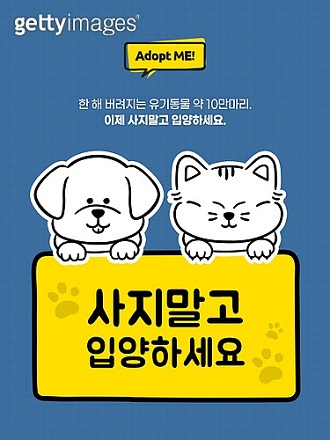 gettyimages
Adopt ME!
한 해 버려지는 유기동물 약 10만마리.
이제 사지말고 입양하세요.
사지말고
입양하세요